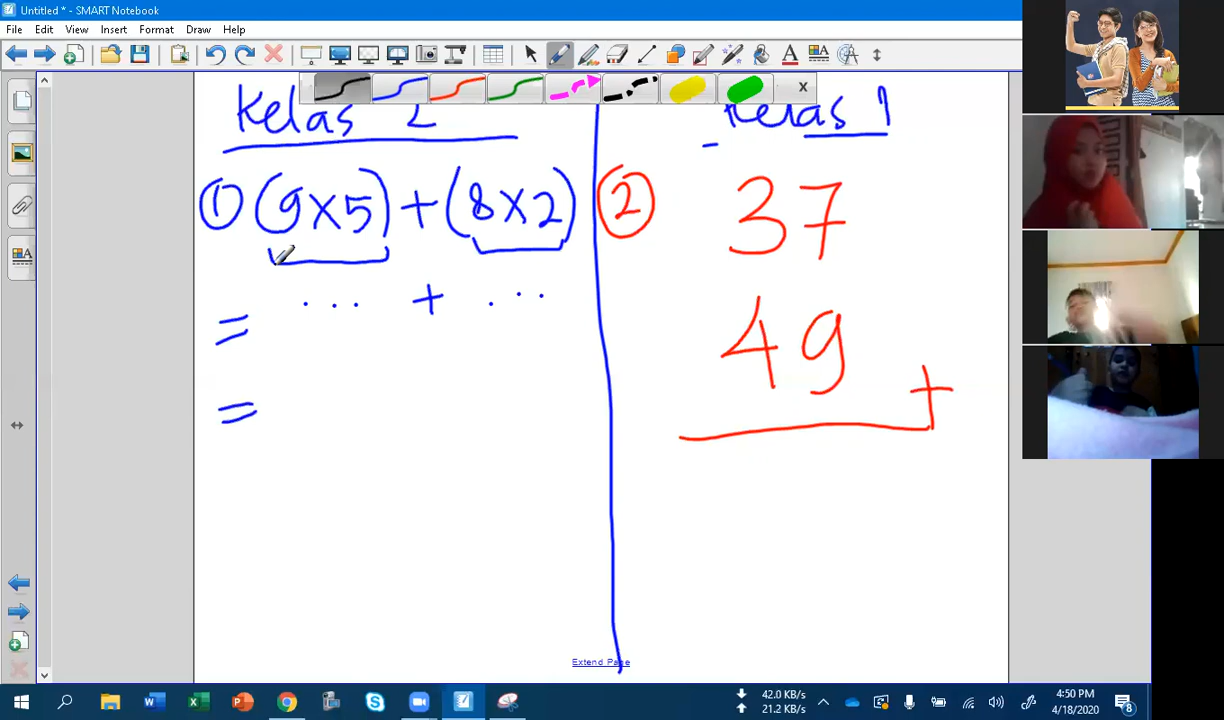 Untitled * - SMART Notebook
File Edit View Insert Format Draw Help
Kelas 2
① (9x5) + (8x2)
... + ...
=
=
Kelas 1
② 37
49
+
Extend Page
42.0 KB/s
21.2 KB/s
4:50 PM
4/18/2020
8